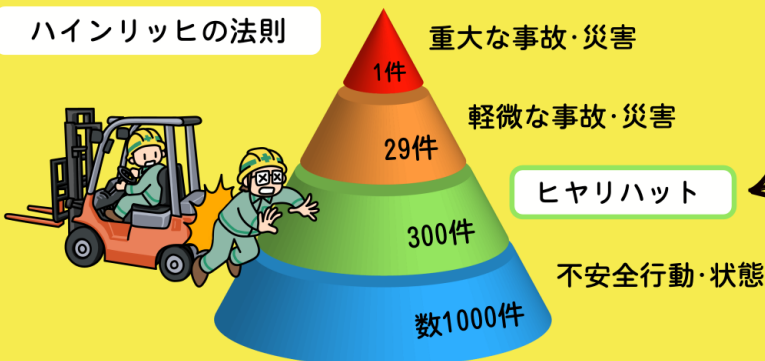 ハインリッヒの法則
重大な事故･災害
1件
軽微な事故･災害
29件
ヒヤリハット
300件
不安全行動･状態
数1000件